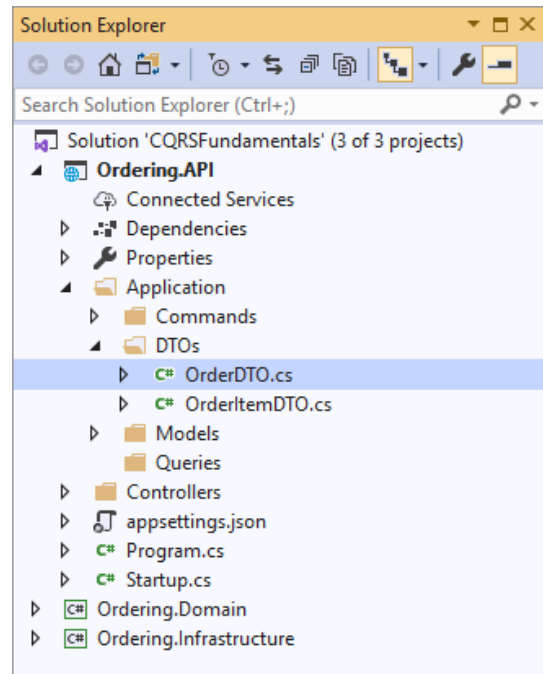 Solution Explorer
Search Solution Explorer (Ctrl+;)
Solution 'CQRSFundamentals' (3 of 3 projects)
Ordering.API
Connected Services
Dependencies
Properties
Application
Commands
DTOs
C# OrderDTO.cs
C# OrderItemDTO.cs
Models
Queries
Controllers
appsettings.json
C# Program.cs
C# Startup.cs
C# Ordering.Domain
C# Ordering.Infrastructure